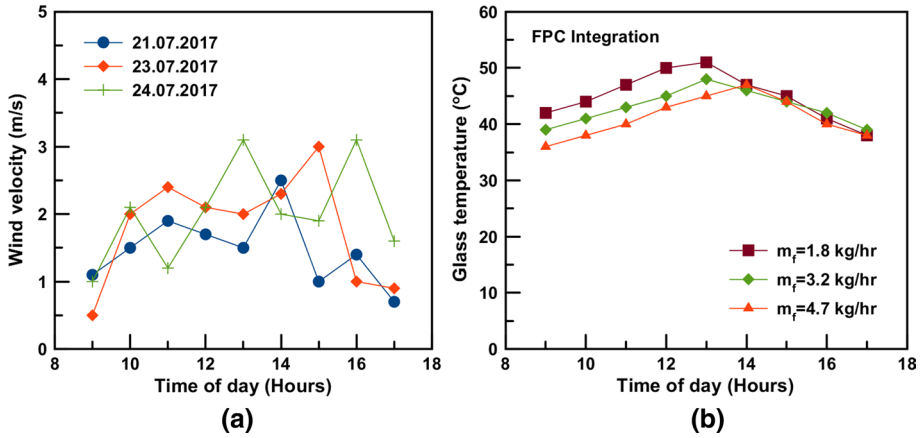 5
4
3
2
1
0
Wind velocity (m/s)
21.07.2017
23.07.2017
24.07.2017
8 10 12 14 16 18
Time of day (Hours)
(a)
60
50
40
30
20
10
0
Glass temperature (°C)
FPC Integration
m_f=1.8 kg/hr
m_f=3.2 kg/hr
m_f=4.7 kg/hr
8 10 12 14 16 18
Time of day (Hours)
(b)